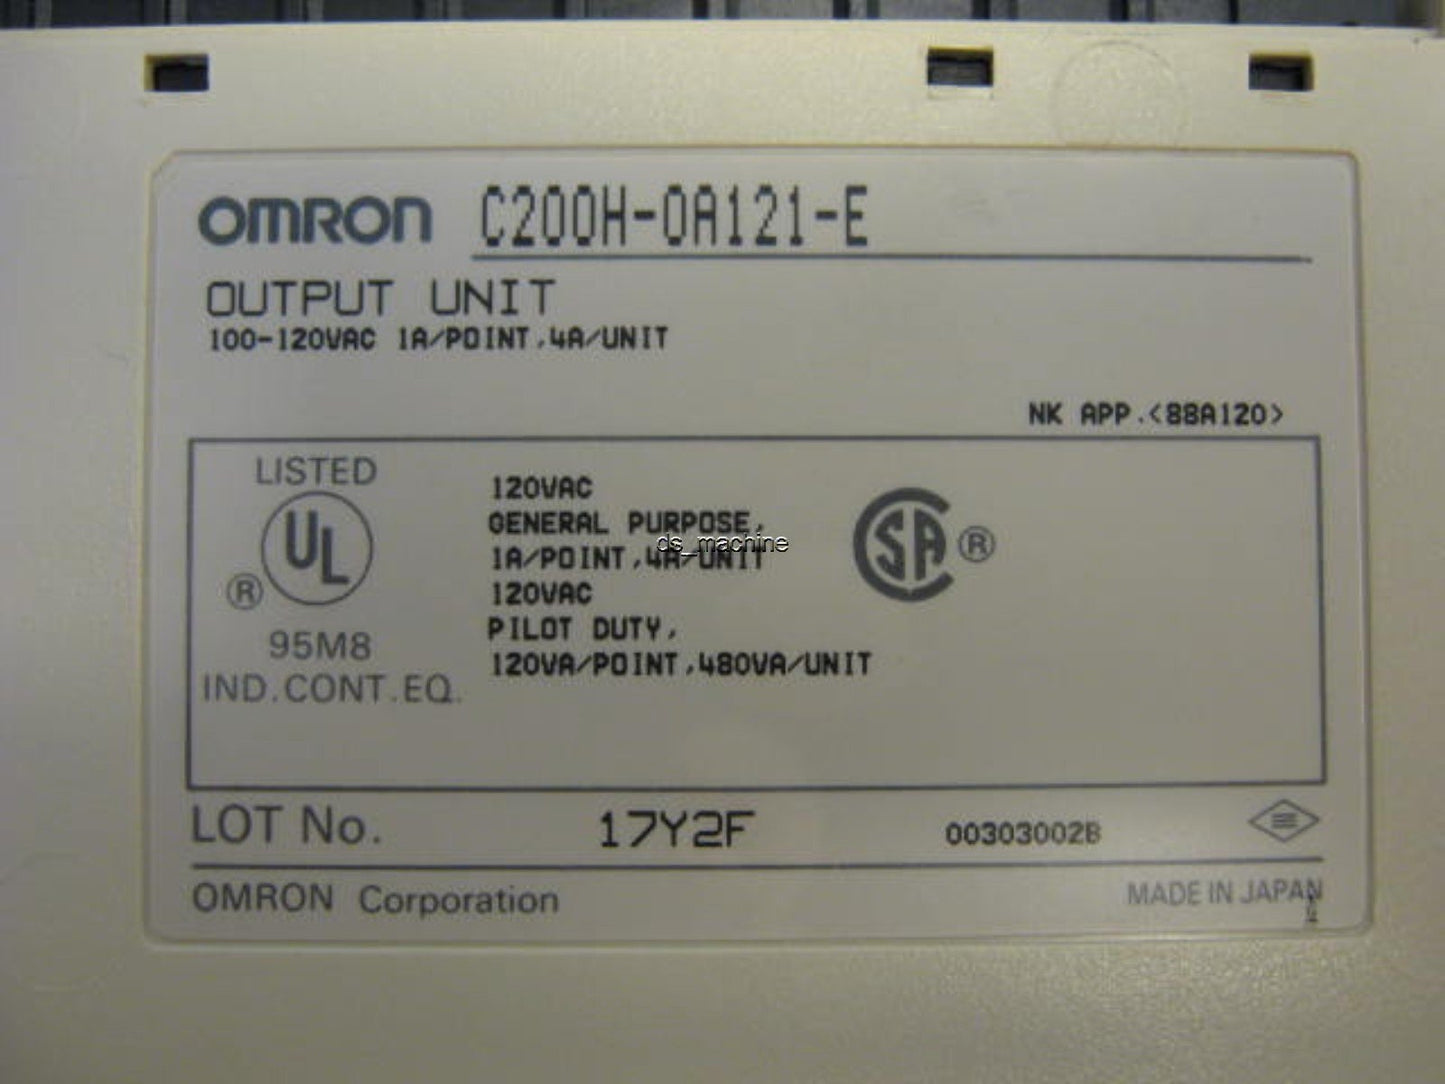 OMRON C200H-OA121-E
OUTPUT UNIT
100-120VAC 1A/POINT,4A/UNIT
NK APP.<88A120>
LISTED
UL
®
95M8
IND.CONT.EQ.
120VAC
GENERAL PURPOSE,
ds_machine
1A/POINT,4A/UNIT
120VAC
PILOT DUTY,
120VA/POINT,480VA/UNIT
SA ®
LOT No. 17Y2F 00303002B
OMRON Corporation MADE IN JAPAN